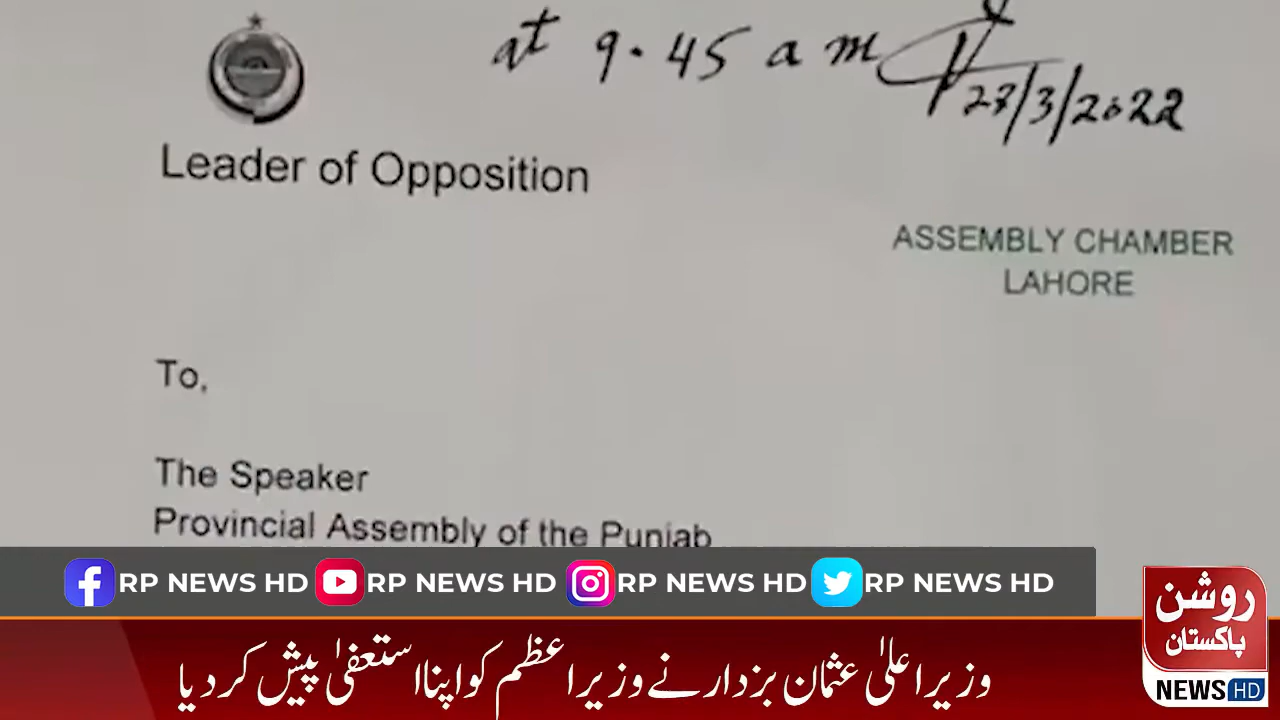 at 9.45 a m
28/3/2022
Leader of Opposition
ASSEMBLY CHAMBER
LAHORE
To,
The Speaker
Provincial Assembly of the Punjab
RP NEWS HD RP NEWS HD RP NEWS HD RP NEWS HD
روشن
پاکستان
NEWS HD
وزیراعلیٰ عثمان بزدار نے وزیراعظم کو اپنا استعفیٰ پیش کر دیا